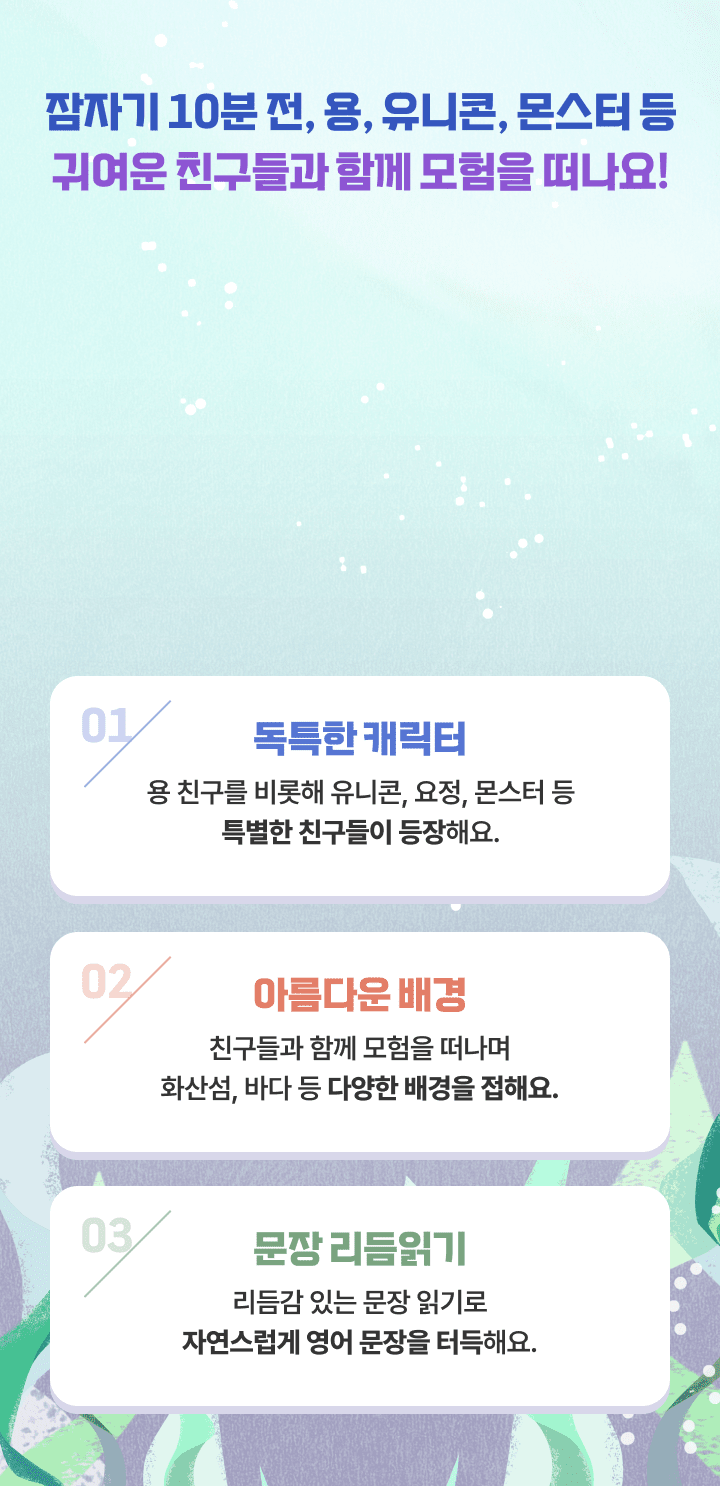 잠자기 10분 전, 용, 유니콘, 몬스터 등
귀여운 친구들과 함께 모험을 떠나요!
01
독특한 캐릭터
용 친구를 비롯해 유니콘, 요정, 몬스터 등
특별한 친구들이 등장해요.
02
아름다운 배경
친구들과 함께 모험을 떠나며
화산섬, 바다 등 다양한 배경을 접해요.
03
문장 리듬읽기
리듬감 있는 문장 읽기로
자연스럽게 영어 문장을 터득해요.